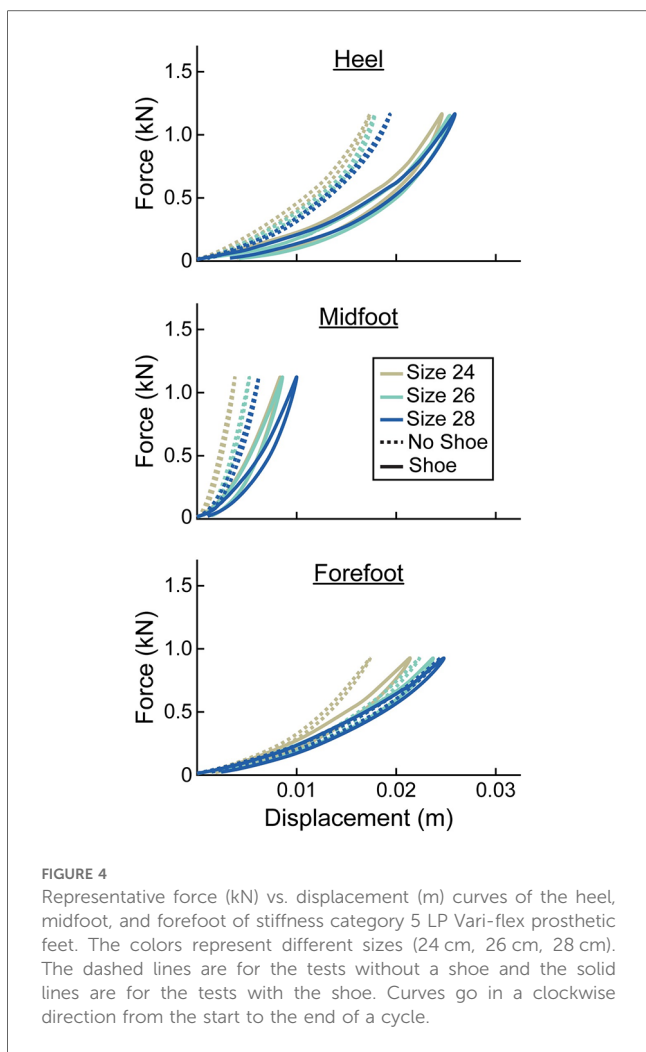 Heel
1.5
1.0
0.5
0
Force (kN)
Midfoot
1.5
1.0
0.5
0
Force (kN)
Size 24
Size 26
Size 28
No Shoe
Shoe
Forefoot
1.5
1.0
0.5
0
Force (kN)
0.01 0.02 0.03
Displacement (m)
FIGURE 4
Representative force (kN) vs. displacement (m) curves of the heel,
midfoot, and forefoot of stiffness category 5 LP Vari-flex prosthetic
feet. The colors represent different sizes (24 cm, 26 cm, 28 cm).
The dashed lines are for the tests without a shoe and the solid
lines are for the tests with the shoe. Curves go in a clockwise
direction from the start to the end of a cycle.